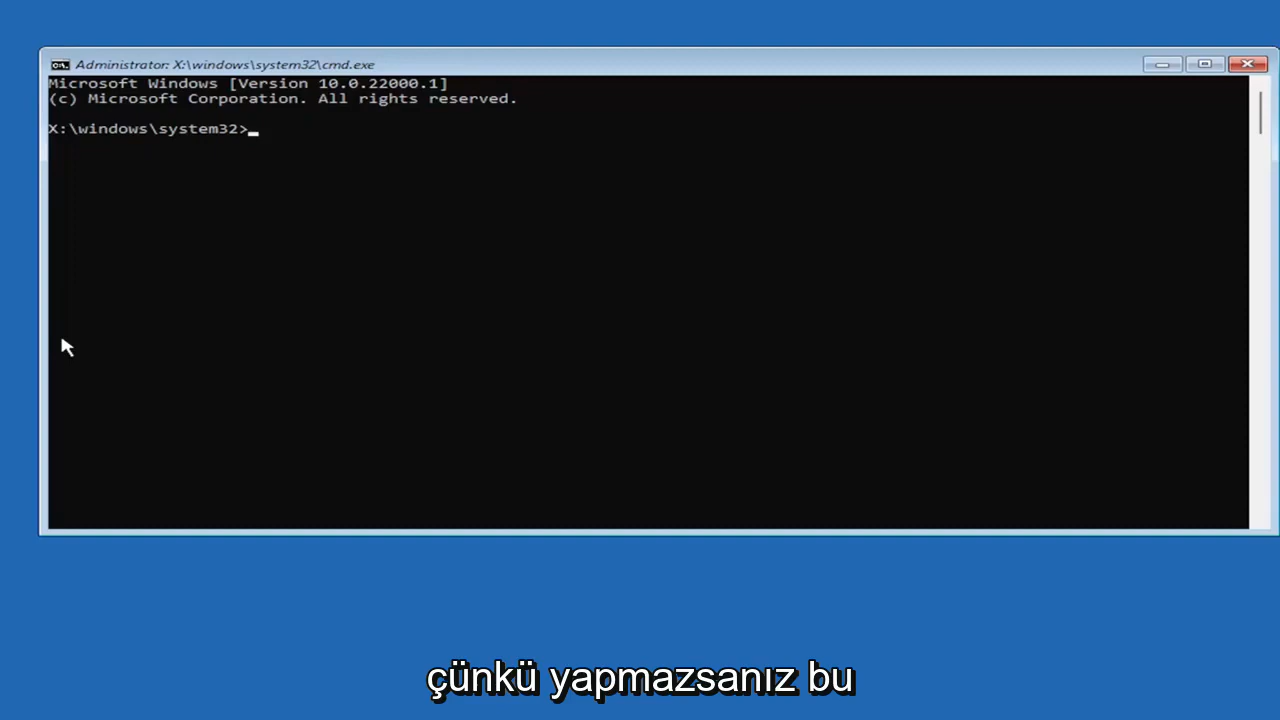 Administrator: X:\windows\system32\cmd.exe
Microsoft Windows [Version 10.0.22000.1]
(c) Microsoft Corporation. All rights reserved.
X:\windows\system32>
çünkü yapmazsanız bu